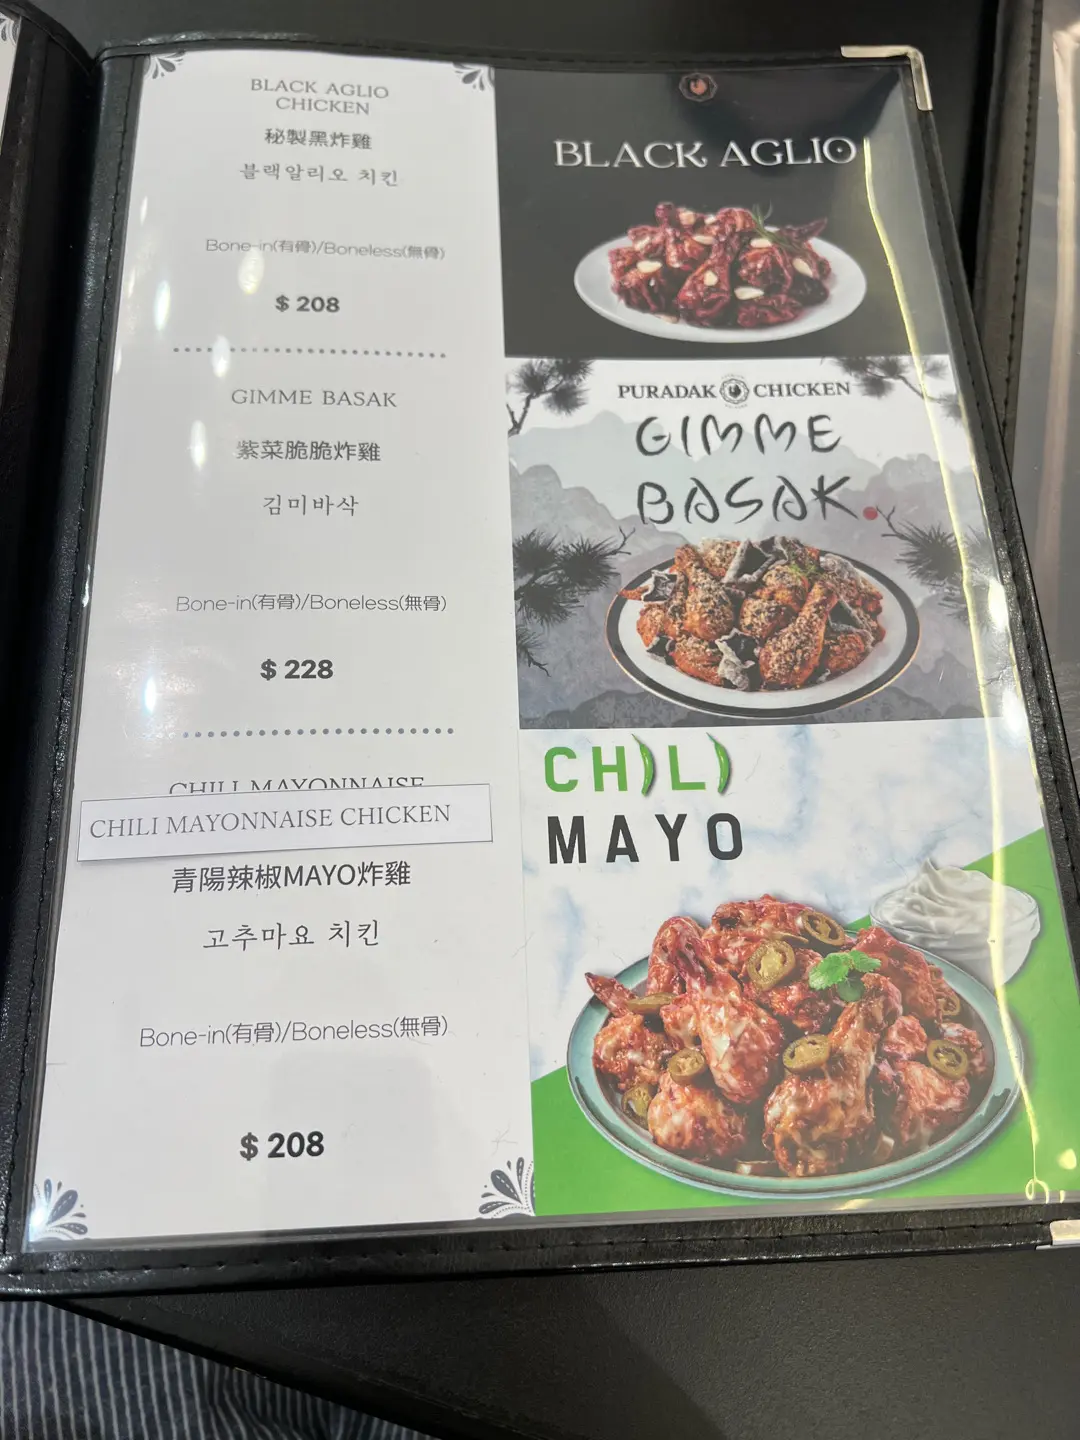 BLACK AGLIO
CHICKEN
秘製黑炸雞
블랙알리오 치킨
Bone-in(有骨)/Boneless(無骨)
$ 208
GIMME BASAK
紫菜脆脆炸雞
김미바삭
Bone-in(有骨)/Boneless(無骨)
$ 228
CHILI MAYONNAISE
CHILI MAYONNAISE CHICKEN
青陽辣椒MAYO炸雞
고추마요 치킨
Bone-in(有骨)/Boneless(無骨)
$ 208
BLACK AGLIO
PURADAK CHICKEN
GIMME
BASAK.
CHILI
MAYO